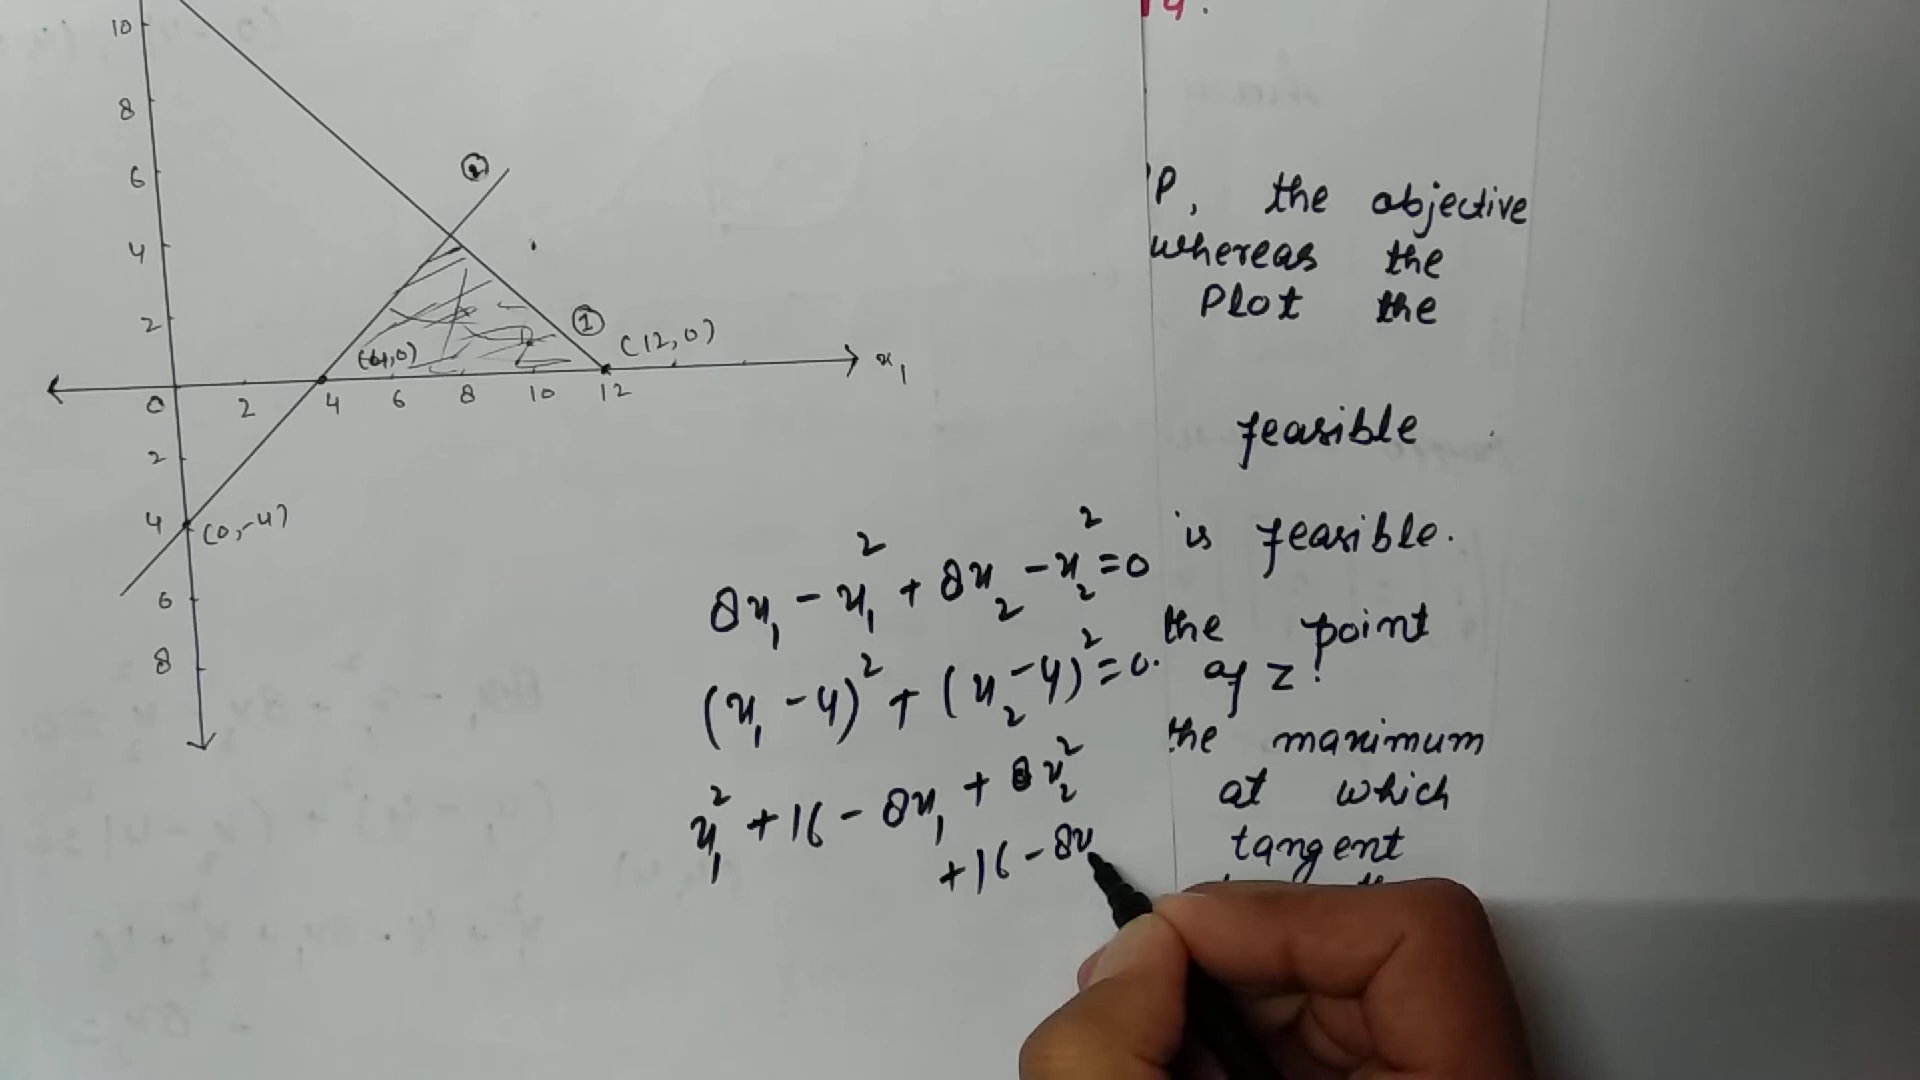 14.
10
8
6
4
2
②
①
(4,0)
(12,0)
x₁
0 2 4 6 8 10 12
2
4 (0,-4)
6
8
P, the objective
whereas the
Plot the
feasible
is feasible.
the point
of z!
the maximum
at which
tangent
8x₁ - x₁² + 8x₂ - x₂² = 0
(x₁ - 4)² + (x₂ - 4)² = 0.
x₁² + 16 - 8x₁ + x₂²
+ 16 - 8x